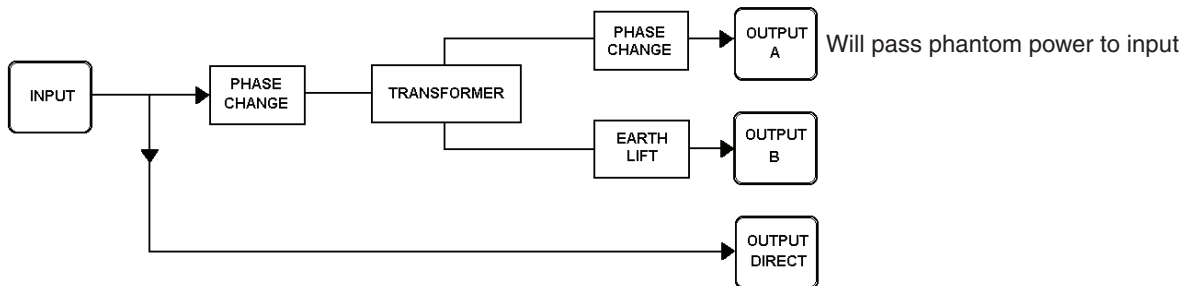 INPUT
PHASE
CHANGE
TRANSFORMER
PHASE
CHANGE
OUTPUT
A
Will pass phantom power to input
EARTH
LIFT
OUTPUT
B
OUTPUT
DIRECT